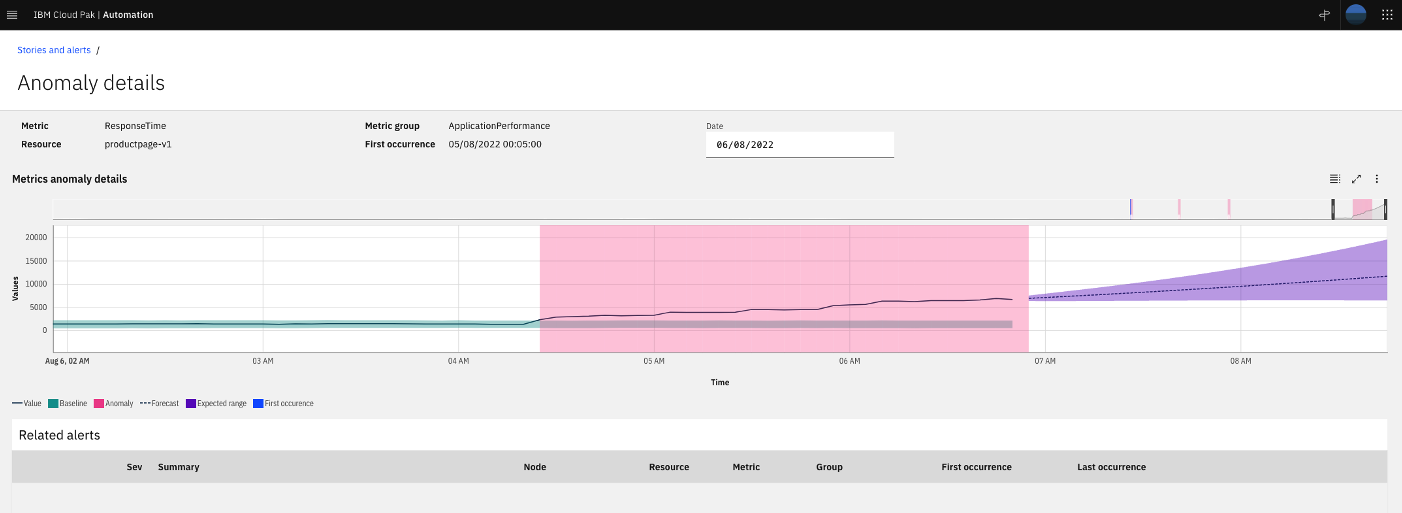 IBM Cloud Pak | Automation
Stories and alerts /
Anomaly details
Metric ResponseTime Metric group ApplicationPerformance Date
Resource productpage-v1 First occurrence 05/08/2022 00:05:00 06/08/2022
Metrics anomaly details
20000
15000
10000
5000
0
Values
Aug 6, 02 AM 03 AM 04 AM 05 AM 06 AM 07 AM 08 AM
Time
Value Baseline Anomaly Forecast Expected range First occurence
Related alerts
Sev Summary Node Resource Metric Group First occurrence Last occurrence